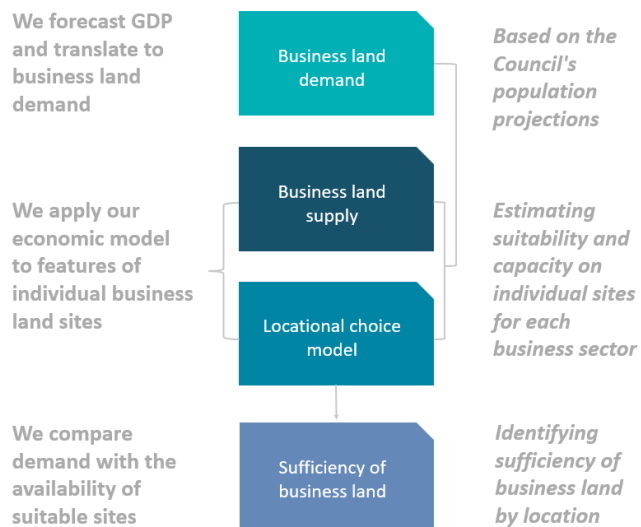 We forecast GDP
and translate to
business land
demand
Business land
demand
Based on the
Council's
population
projections
We apply our
economic model
to features of
individual business
land sites
Business land
supply
Locational choice
model
Estimating
suitability and
capacity on
individual sites
for each
business sector
We compare
demand with the
availability of
suitable sites
Sufficiency of
business land
Identifying
sufficiency of
business land
by location